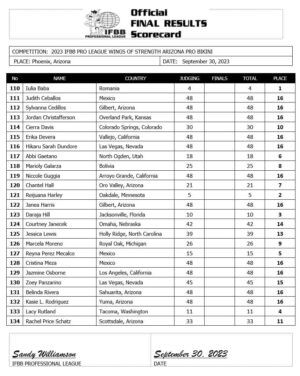 IFBB
PROFESSIONAL LEAGUE
Official
FINAL RESULTS
Scorecard
COMPETITION: 2023 IFBB PRO LEAGUE WINGS OF STRENGTH ARIZONA PRO BIKINI
PLACE: Phoenix, Arizona DATE: September 30, 2023
No NAME COUNTRY JUDGING FINALS TOTAL PLACE
110 Iulia Baba Romania 4 4 1
111 Judith Ceballos Mexico 48 48 16
112 Sylvanna Cedillos Gilbert, Arizona 48 48 16
113 Jordan Christafferson Overland Park, Kansas 48 48 16
114 Cierra Davis Colorado Springs, Colorado 30 30 10
115 Erika Devera Vallejo, California 48 48 16
116 Hikaru Sarah Dundore Las Vegas, Nevada 48 48 16
117 Abbi Gaetano North Ogden, Utah 18 18 6
118 Marioly Galarza Bolivia 25 25 8
119 Niccole Guggia Arroyo Grande, California 48 48 16
120 Chantel Hall Oro Valley, Arizona 21 21 7
121 Reijuana Harley Oakdale, Minnesota 5 5 2
122 Janea Harris Gilbert, Arizona 48 48 16
123 Daraja Hill Jacksonville, Florida 10 10 3
124 Courtney Janecek Omaha, Nebraska 42 42 14
125 Jessica Lewis Holly Ridge, North Carolina 39 39 13
126 Marcela Moreno Royal Oak, Michigan 26 26 9
127 Reyna Perez Mecalco Mexico 15 15 5
128 Cristina Meza Mexico 48 48 16
129 Jazmine Osborne Los Angeles, California 48 48 16
130 Zoey Panzarino Las Vegas, Nevada 45 45 15
131 Belinda Rivera Sahuarita, Arizona 48 48 16
132 Kasie L. Rodriguez Yuma, Arizona 48 48 16
133 Lacy Rutland Tacoma, Washington 11 11 4
134 Rachel Price Schatz Scottsdale, Arizona 33 33 11
Sandy Williamson September 30, 2023
IFBB PROFESSIONAL LEAGUE DATE